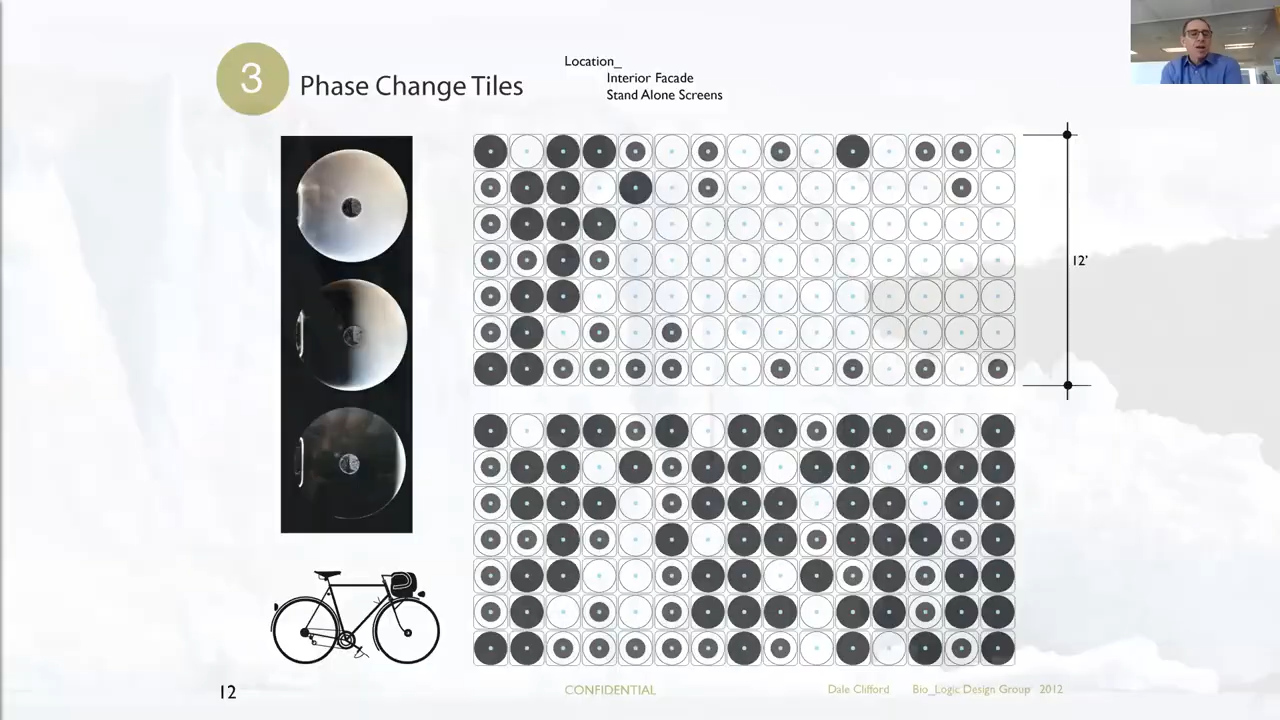 3
Phase Change Tiles
Location_
Interior Facade
Stand Alone Screens
12'
12
CONFIDENTIAL
Dale Clifford Bio_Logic Design Group 2012